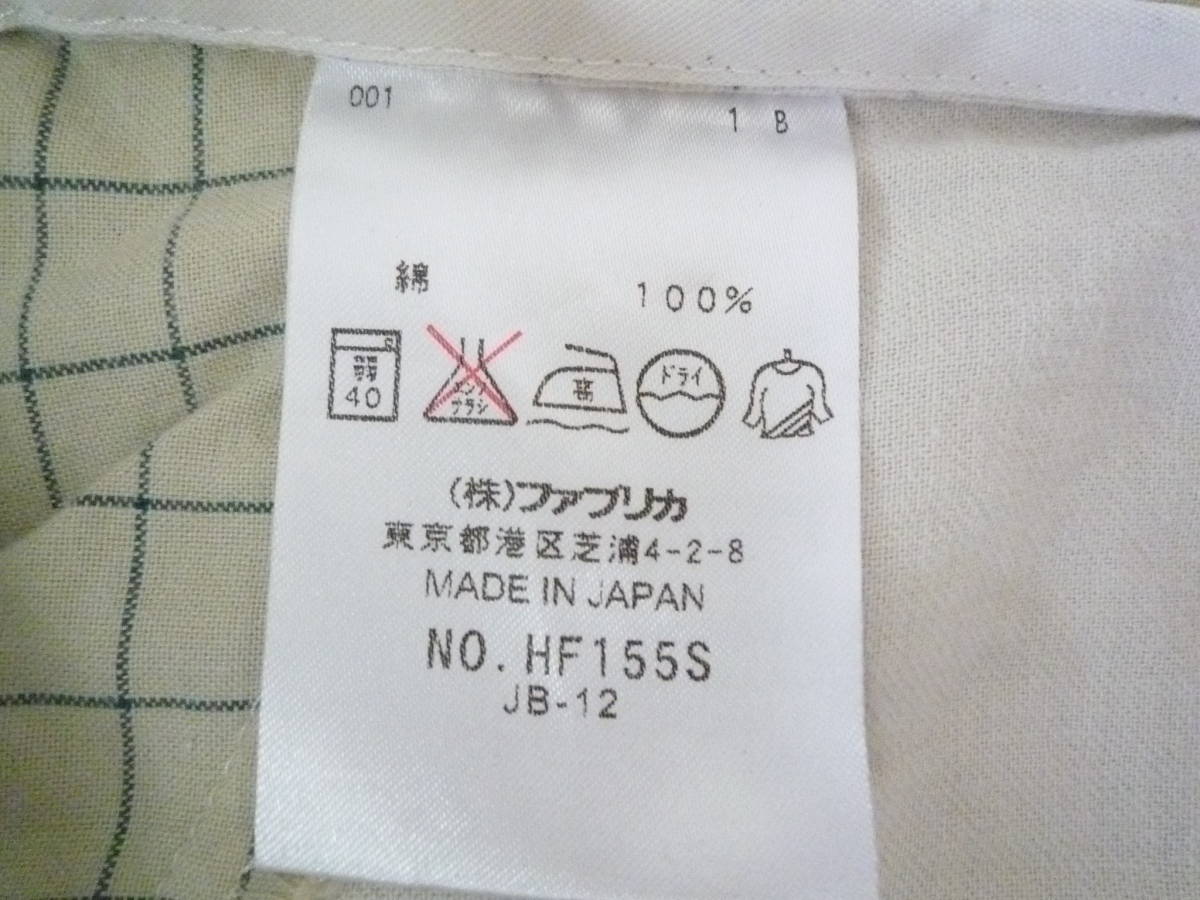 001 1 B
綿 100%
弱
40
エンソ
サラシ
高
ドライ
(株)ファブリカ
東京都港区芝浦4-2-8
MADE IN JAPAN
NO. HF155S
JB-12